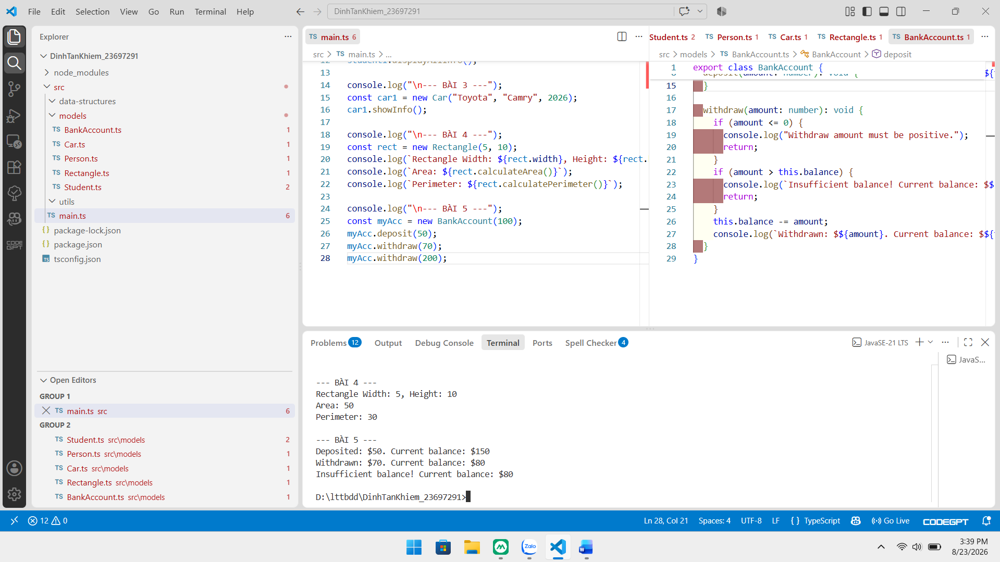 File Edit Selection View Go Run Terminal Help
DinhTanKhiem_23697291
Explorer
DinhTanKhiem_23697291
node_modules
src
data-structures
models
TS BankAccount.ts 1
TS Car.ts 1
TS Person.ts 1
TS Rectangle.ts 1
TS Student.ts 2
utils
TS main.ts 6
{} package-lock.json
{} package.json
TS tsconfig.json
CODE GPT
Open Editors
GROUP 1
TS main.ts src 6
GROUP 2
TS Student.ts src\models 2
TS Person.ts src\models 1
TS Car.ts src\models 1
TS Rectangle.ts src\models 1
TS BankAccount.ts src\models 1
TS main.ts 6
src > TS main.ts > ...
12 student1.displayAllInfo();
13
14 console.log("\n--- BÀI 3 ---");
15 const car1 = new Car("Toyota", "Camry", 2026);
16 car1.showInfo();
17
18 console.log("\n--- BÀI 4 ---");
19 const rect = new Rectangle(5, 10);
20 console.log(`Rectangle Width: ${rect.width}, Height: ${rect.
21 console.log(`Area: ${rect.calculateArea()}`);
22 console.log(`Perimeter: ${rect.calculatePerimeter()}`);
23
24 console.log("\n--- BÀI 5 ---");
25 const myAcc = new BankAccount(100);
26 myAcc.deposit(50);
27 myAcc.withdraw(70);
28 myAcc.withdraw(200);
Student.ts 2 TS Person.ts 1 TS Car.ts 1 TS Rectangle.ts 1 TS BankAccount.ts 1
src > models > TS BankAccount.ts > BankAccount > deposit
1 export class BankAccount {
deposit(amount: number): void {
15 }
16
17 withdraw(amount: number): void {
18 if (amount <= 0) {
19 console.log("Withdraw amount must be positive.");
20 return;
21 }
22 if (amount > this.balance) {
23 console.log(`Insufficient balance! Current balance: $$
24 return;
25 }
26 this.balance -= amount;
27 console.log(`Withdrawn: $${amount}. Current balance: $${
28 }
29 }
Problems 12 Output Debug Console Terminal Ports Spell Checker 4
JavaSE-21 LTS
JavaS...
--- BÀI 4 ---
Rectangle Width: 5, Height: 10
Area: 50
Perimeter: 30
--- BÀI 5 ---
Deposited: $50. Current balance: $150
Withdrawn: $70. Current balance: $80
Insufficient balance! Current balance: $80
D:\lttbdd\DinhTanKhiem_23697291>
12 0
Ln 28, Col 21 Spaces: 4 UTF-8 LF {} TypeScript Go Live CODEGPT
Zalo
W
3:39 PM
8/23/2026